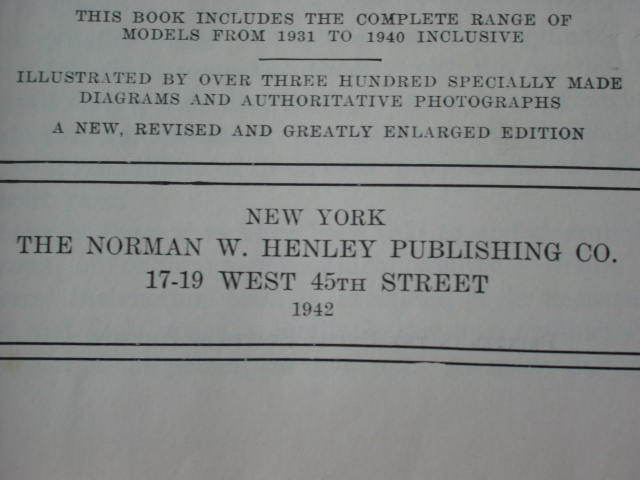 THIS BOOK INCLUDES THE COMPLETE RANGE OF
MODELS FROM 1931 TO 1940 INCLUSIVE
ILLUSTRATED BY OVER THREE HUNDRED SPECIALLY MADE
DIAGRAMS AND AUTHORITATIVE PHOTOGRAPHS
A NEW, REVISED AND GREATLY ENLARGED EDITION
NEW YORK
THE NORMAN W. HENLEY PUBLISHING CO.
17-19 WEST 45TH STREET
1942